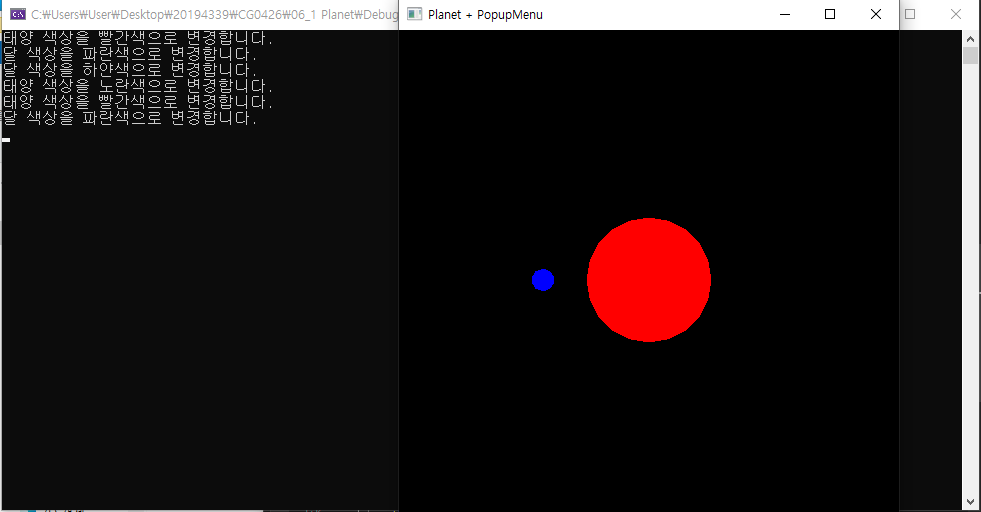 C:\Users\User\Desktop\20194339\CG0426\06_1 Planet\Debug
Planet + PopupMenu
태양 색상을 빨간색으로 변경합니다.
달 색상을 파란색으로 변경합니다.
달 색상을 하얀색으로 변경합니다.
태양 색상을 노란색으로 변경합니다.
태양 색상을 빨간색으로 변경합니다.
달 색상을 파란색으로 변경합니다.